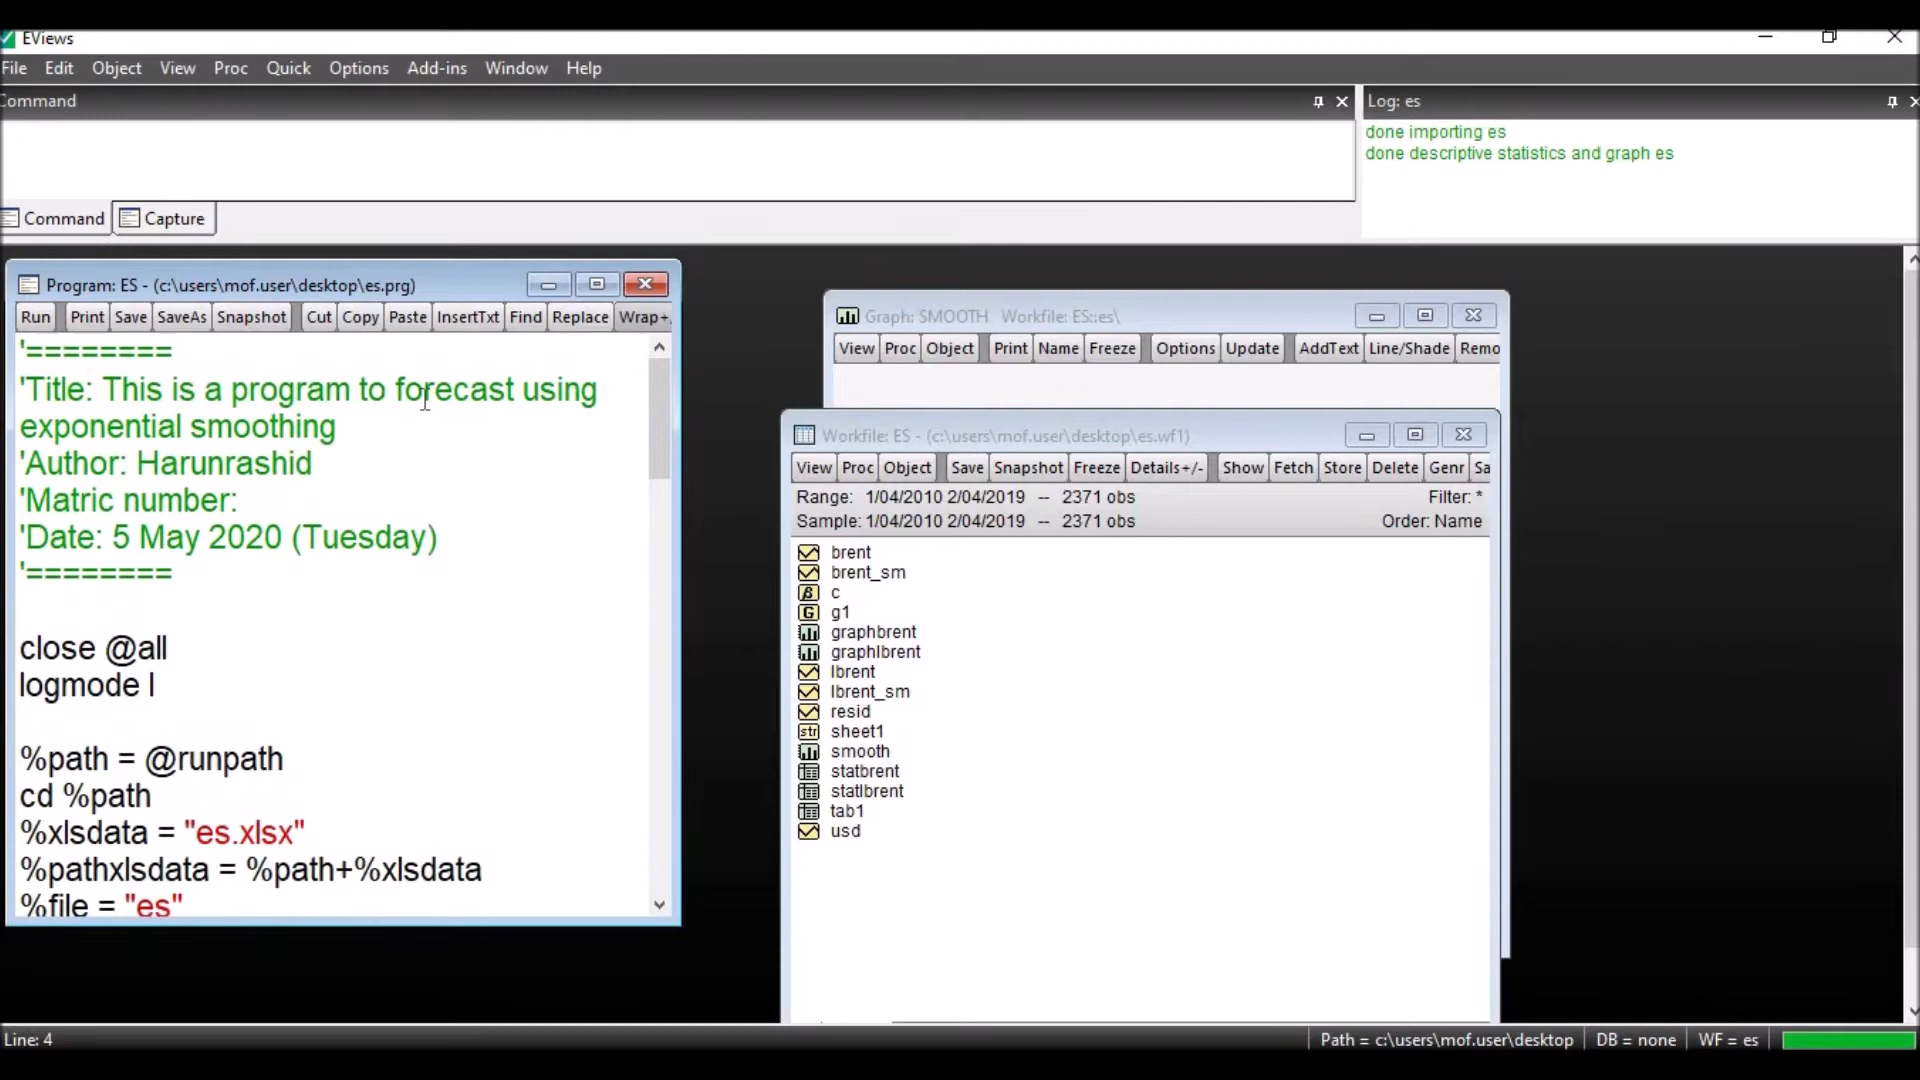 EViews
File Edit Object View Proc Quick Options Add-ins Window Help
Command
Log: es
done importing es
done descriptive statistics and graph es
Command Capture
Program: ES - (c:\users\mof.user\desktop\es.prg)
Run Print Save SaveAs Snapshot Cut Copy Paste InsertTxt Find Replace Wrap+
'========
'Title: This is a program to forecast using
exponential smoothing
'Author: Harunrashid
'Matric number:
'Date: 5 May 2020 (Tuesday)
'========
close @all
logmode l
%path = @runpath
cd %path
%xlsdata = "es.xlsx"
%pathxlsdata = %path+%xlsdata
%file = "es"
Graph: SMOOTH Workfile: ES::es\
View Proc Object Print Name Freeze Options Update AddText Line/Shade Remo
Workfile: ES - (c:\users\mof.user\desktop\es.wf1)
View Proc Object Save Snapshot Freeze Details+/- Show Fetch Store Delete Genr Sa
Range: 1/04/2010 2/04/2019 -- 2371 obs Filter: *
Sample: 1/04/2010 2/04/2019 -- 2371 obs Order: Name
brent
brent_sm
β c
G g1
graphbrent
graphlbrent
lbrent
lbrent_sm
resid
str sheet1
smooth
statbrent
statlbrent
tab1
usd
Line: 4 Path = c:\users\mof.user\desktop DB = none WF = es